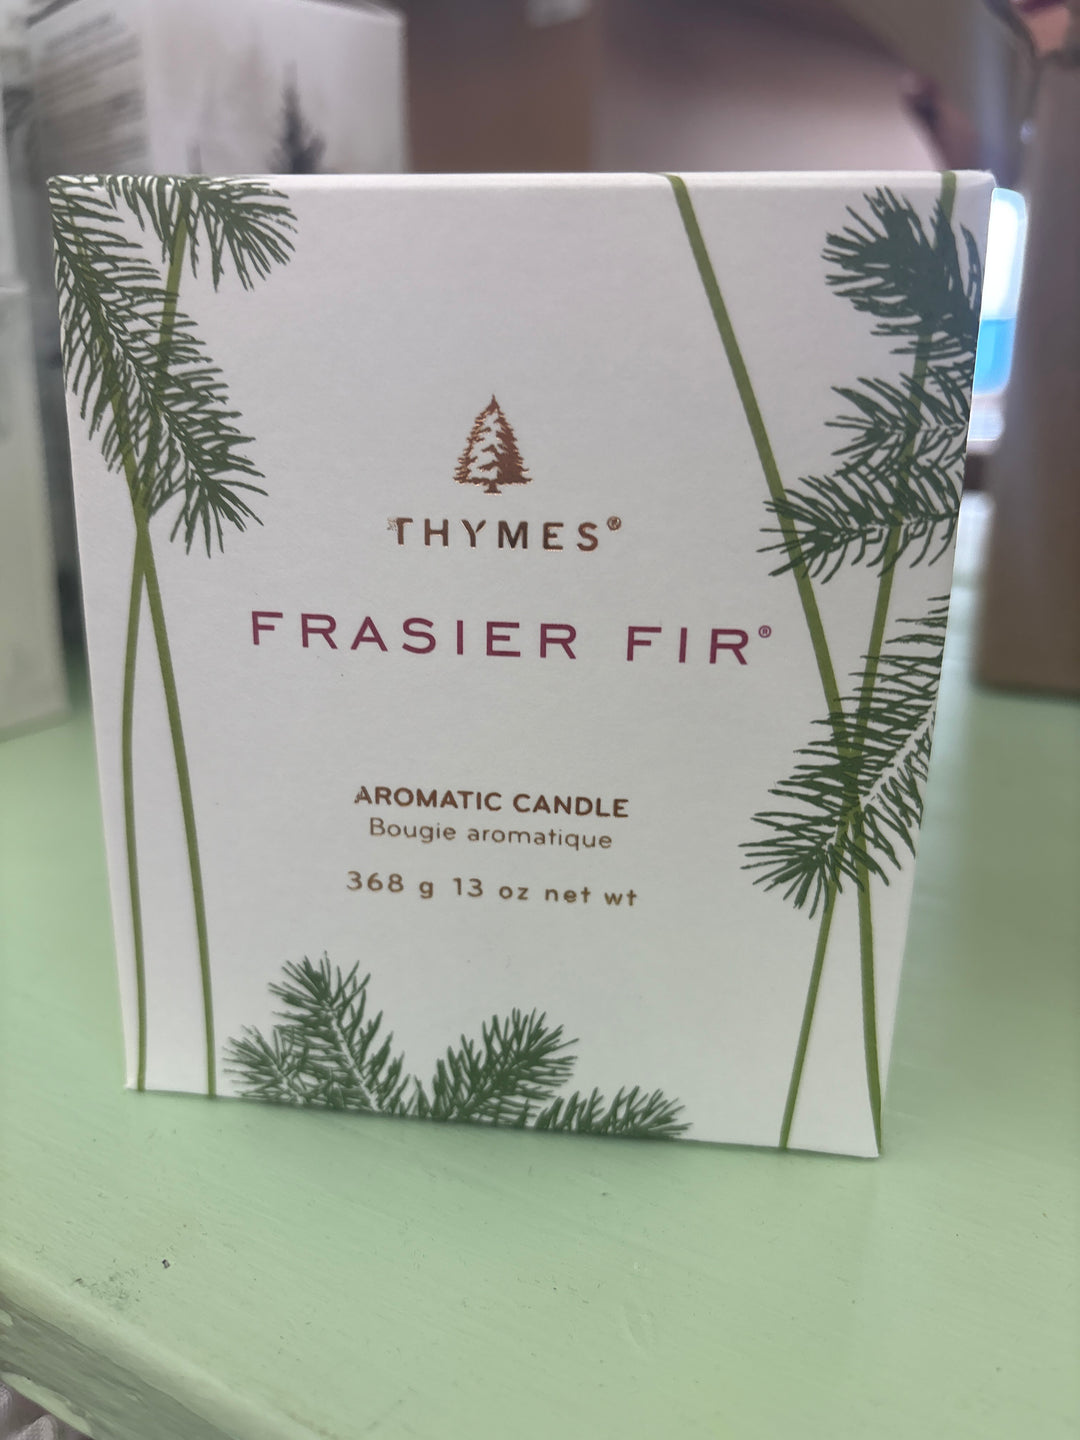 THYMES®
FRASIER FIR®
AROMATIC CANDLE
Bougie aromatique
368 g 13 oz net wt